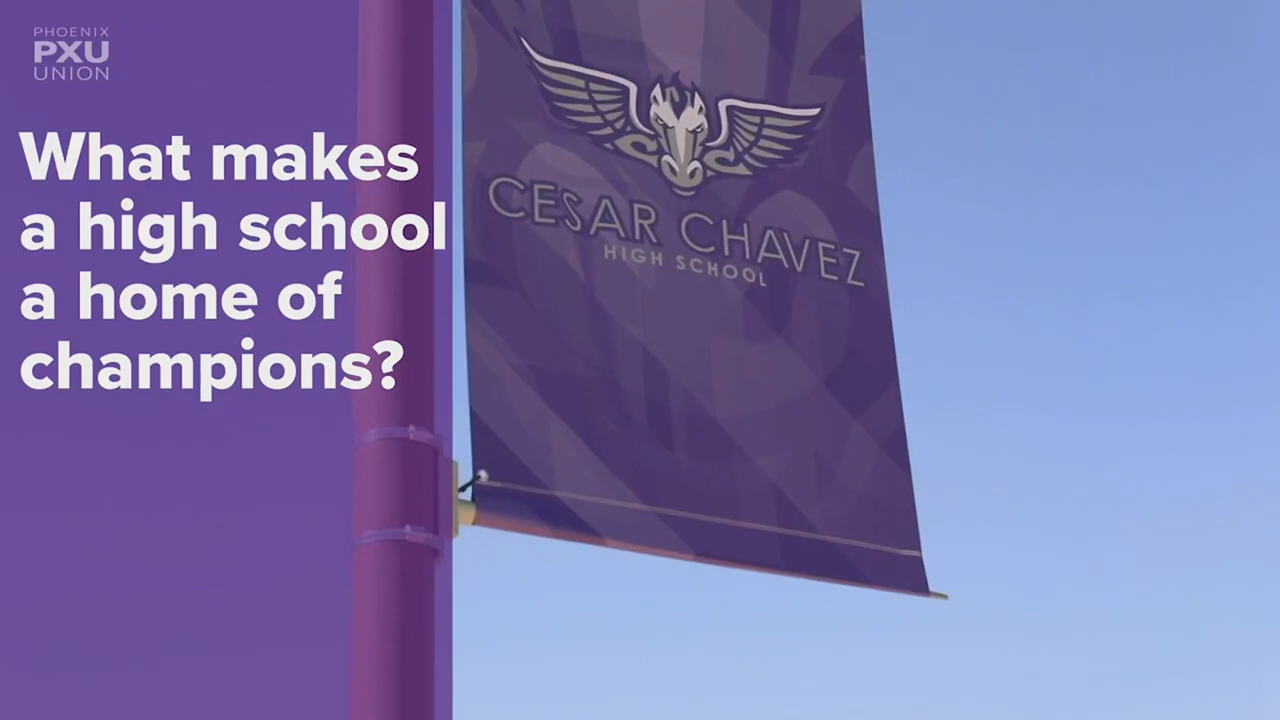 PHOENIX
PXU
UNION
What makes
a high school
a home of
champions?
CESAR CHAVEZ
HIGH SCHOOL